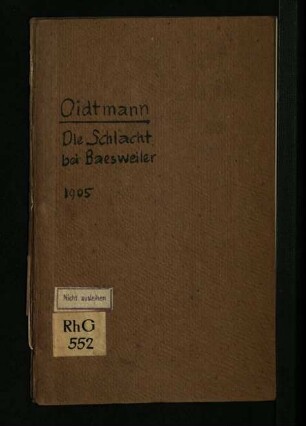 Oidtmann
Die Schlacht
bei Baesweiler
1905
Nicht ausleihen
RhG
552